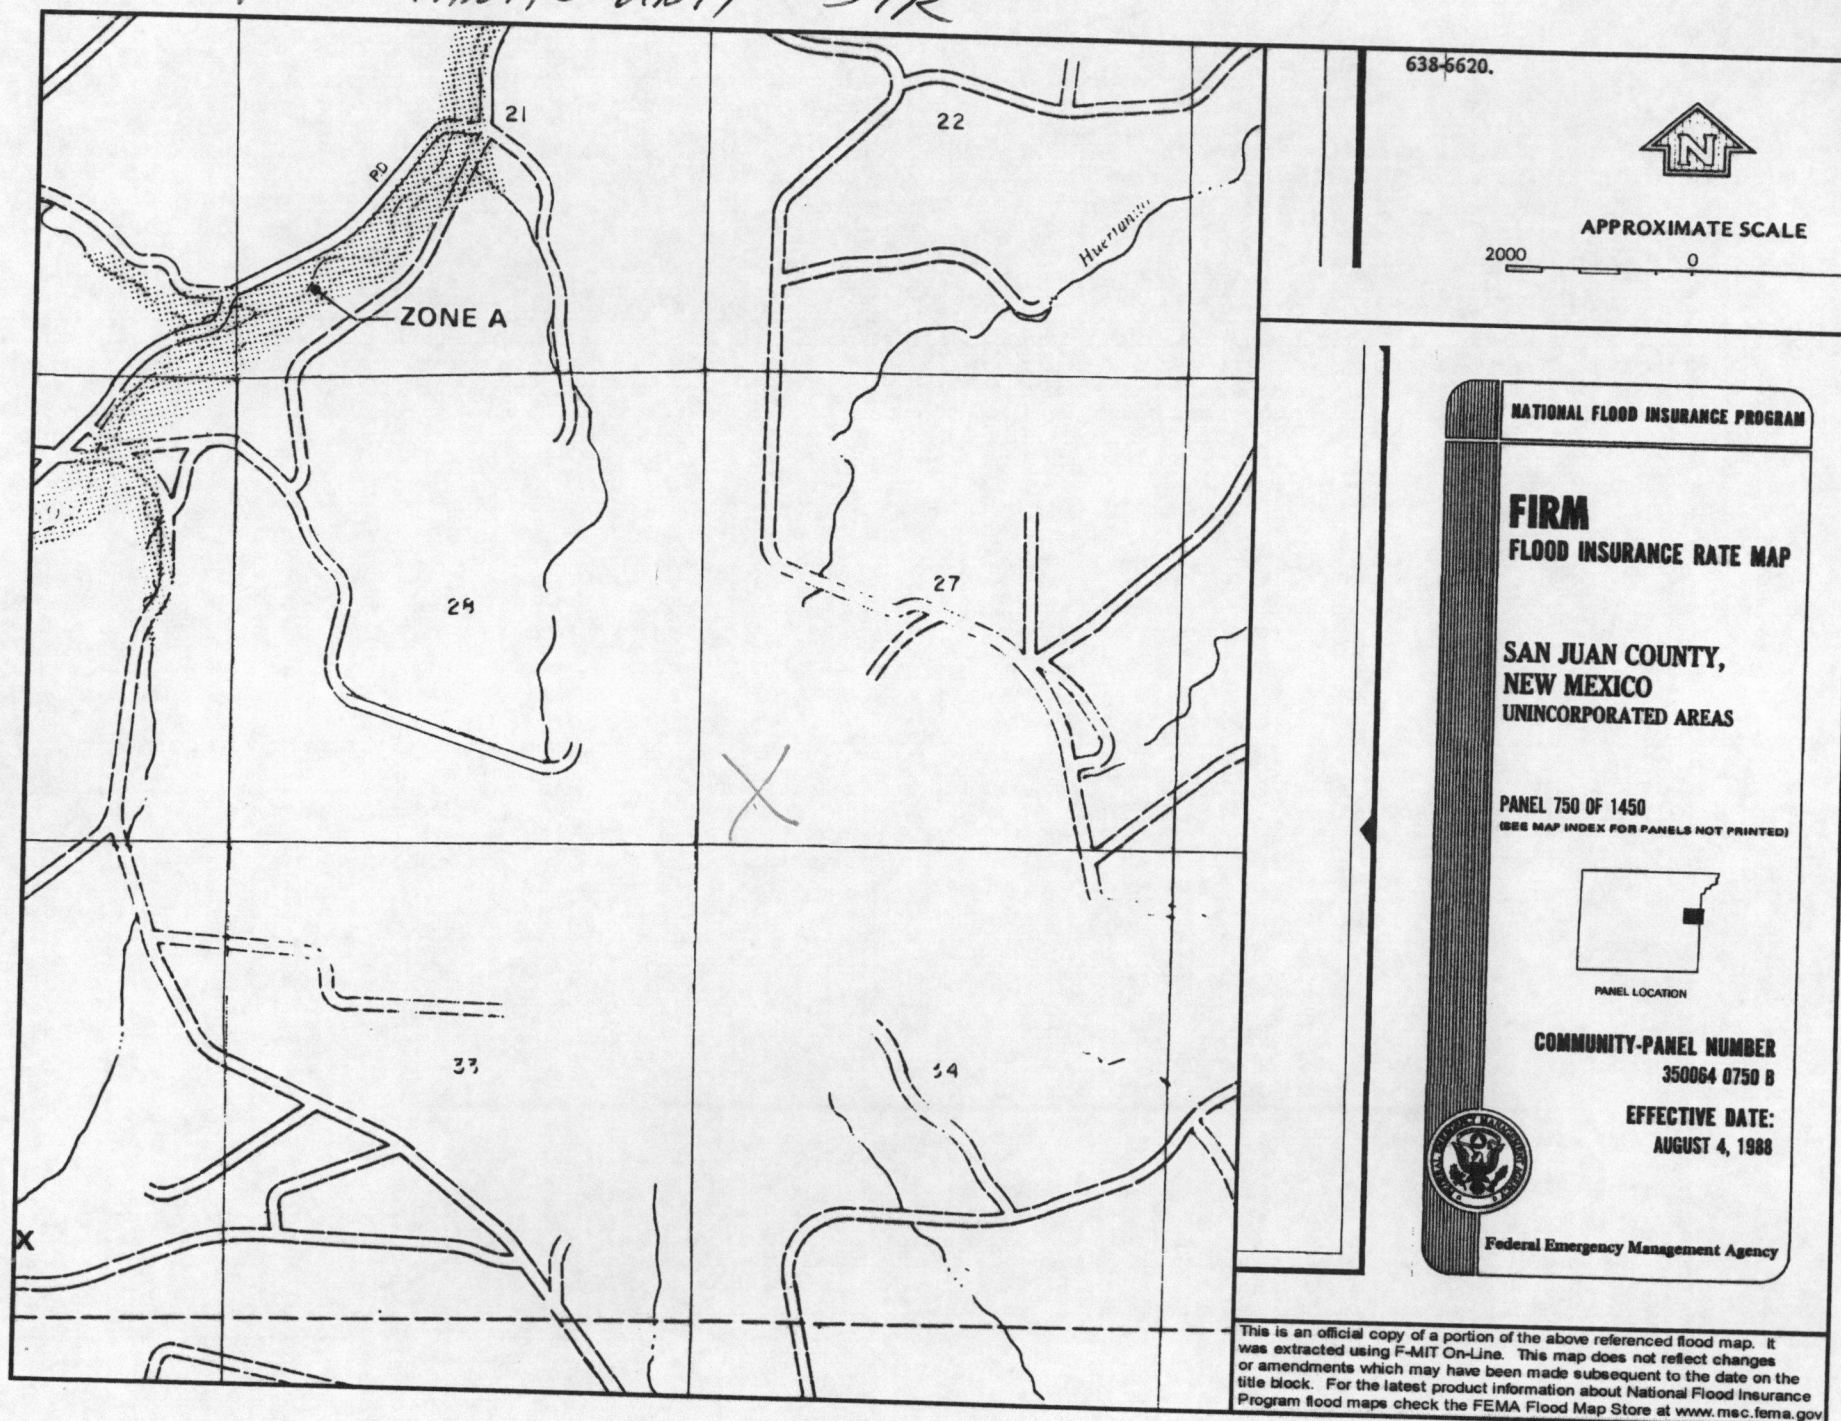 638-6620.
N
APPROXIMATE SCALE
2000 0
21
22
PD
ZONE A
27
33
34
X
NATIONAL FLOOD INSURANCE PROGRAM
FIRM
FLOOD INSURANCE RATE MAP
SAN JUAN COUNTY,
NEW MEXICO
UNINCORPORATED AREAS
PANEL 750 OF 1450
(SEE MAP INDEX FOR PANELS NOT PRINTED)
PANEL LOCATION
COMMUNITY-PANEL NUMBER
350064 0750 B
EFFECTIVE DATE:
AUGUST 4, 1988
FEDERAL EMERGENCY MANAGEMENT AGENCY
Federal Emergency Management Agency
This is an official copy of a portion of the above referenced flood map. It
was extracted using F-MIT On-Line. This map does not reflect changes
or amendments which may have been made subsequent to the date on the
title block. For the latest product information about National Flood Insurance
Program flood maps check the FEMA Flood Map Store at www.msc.fema.gov